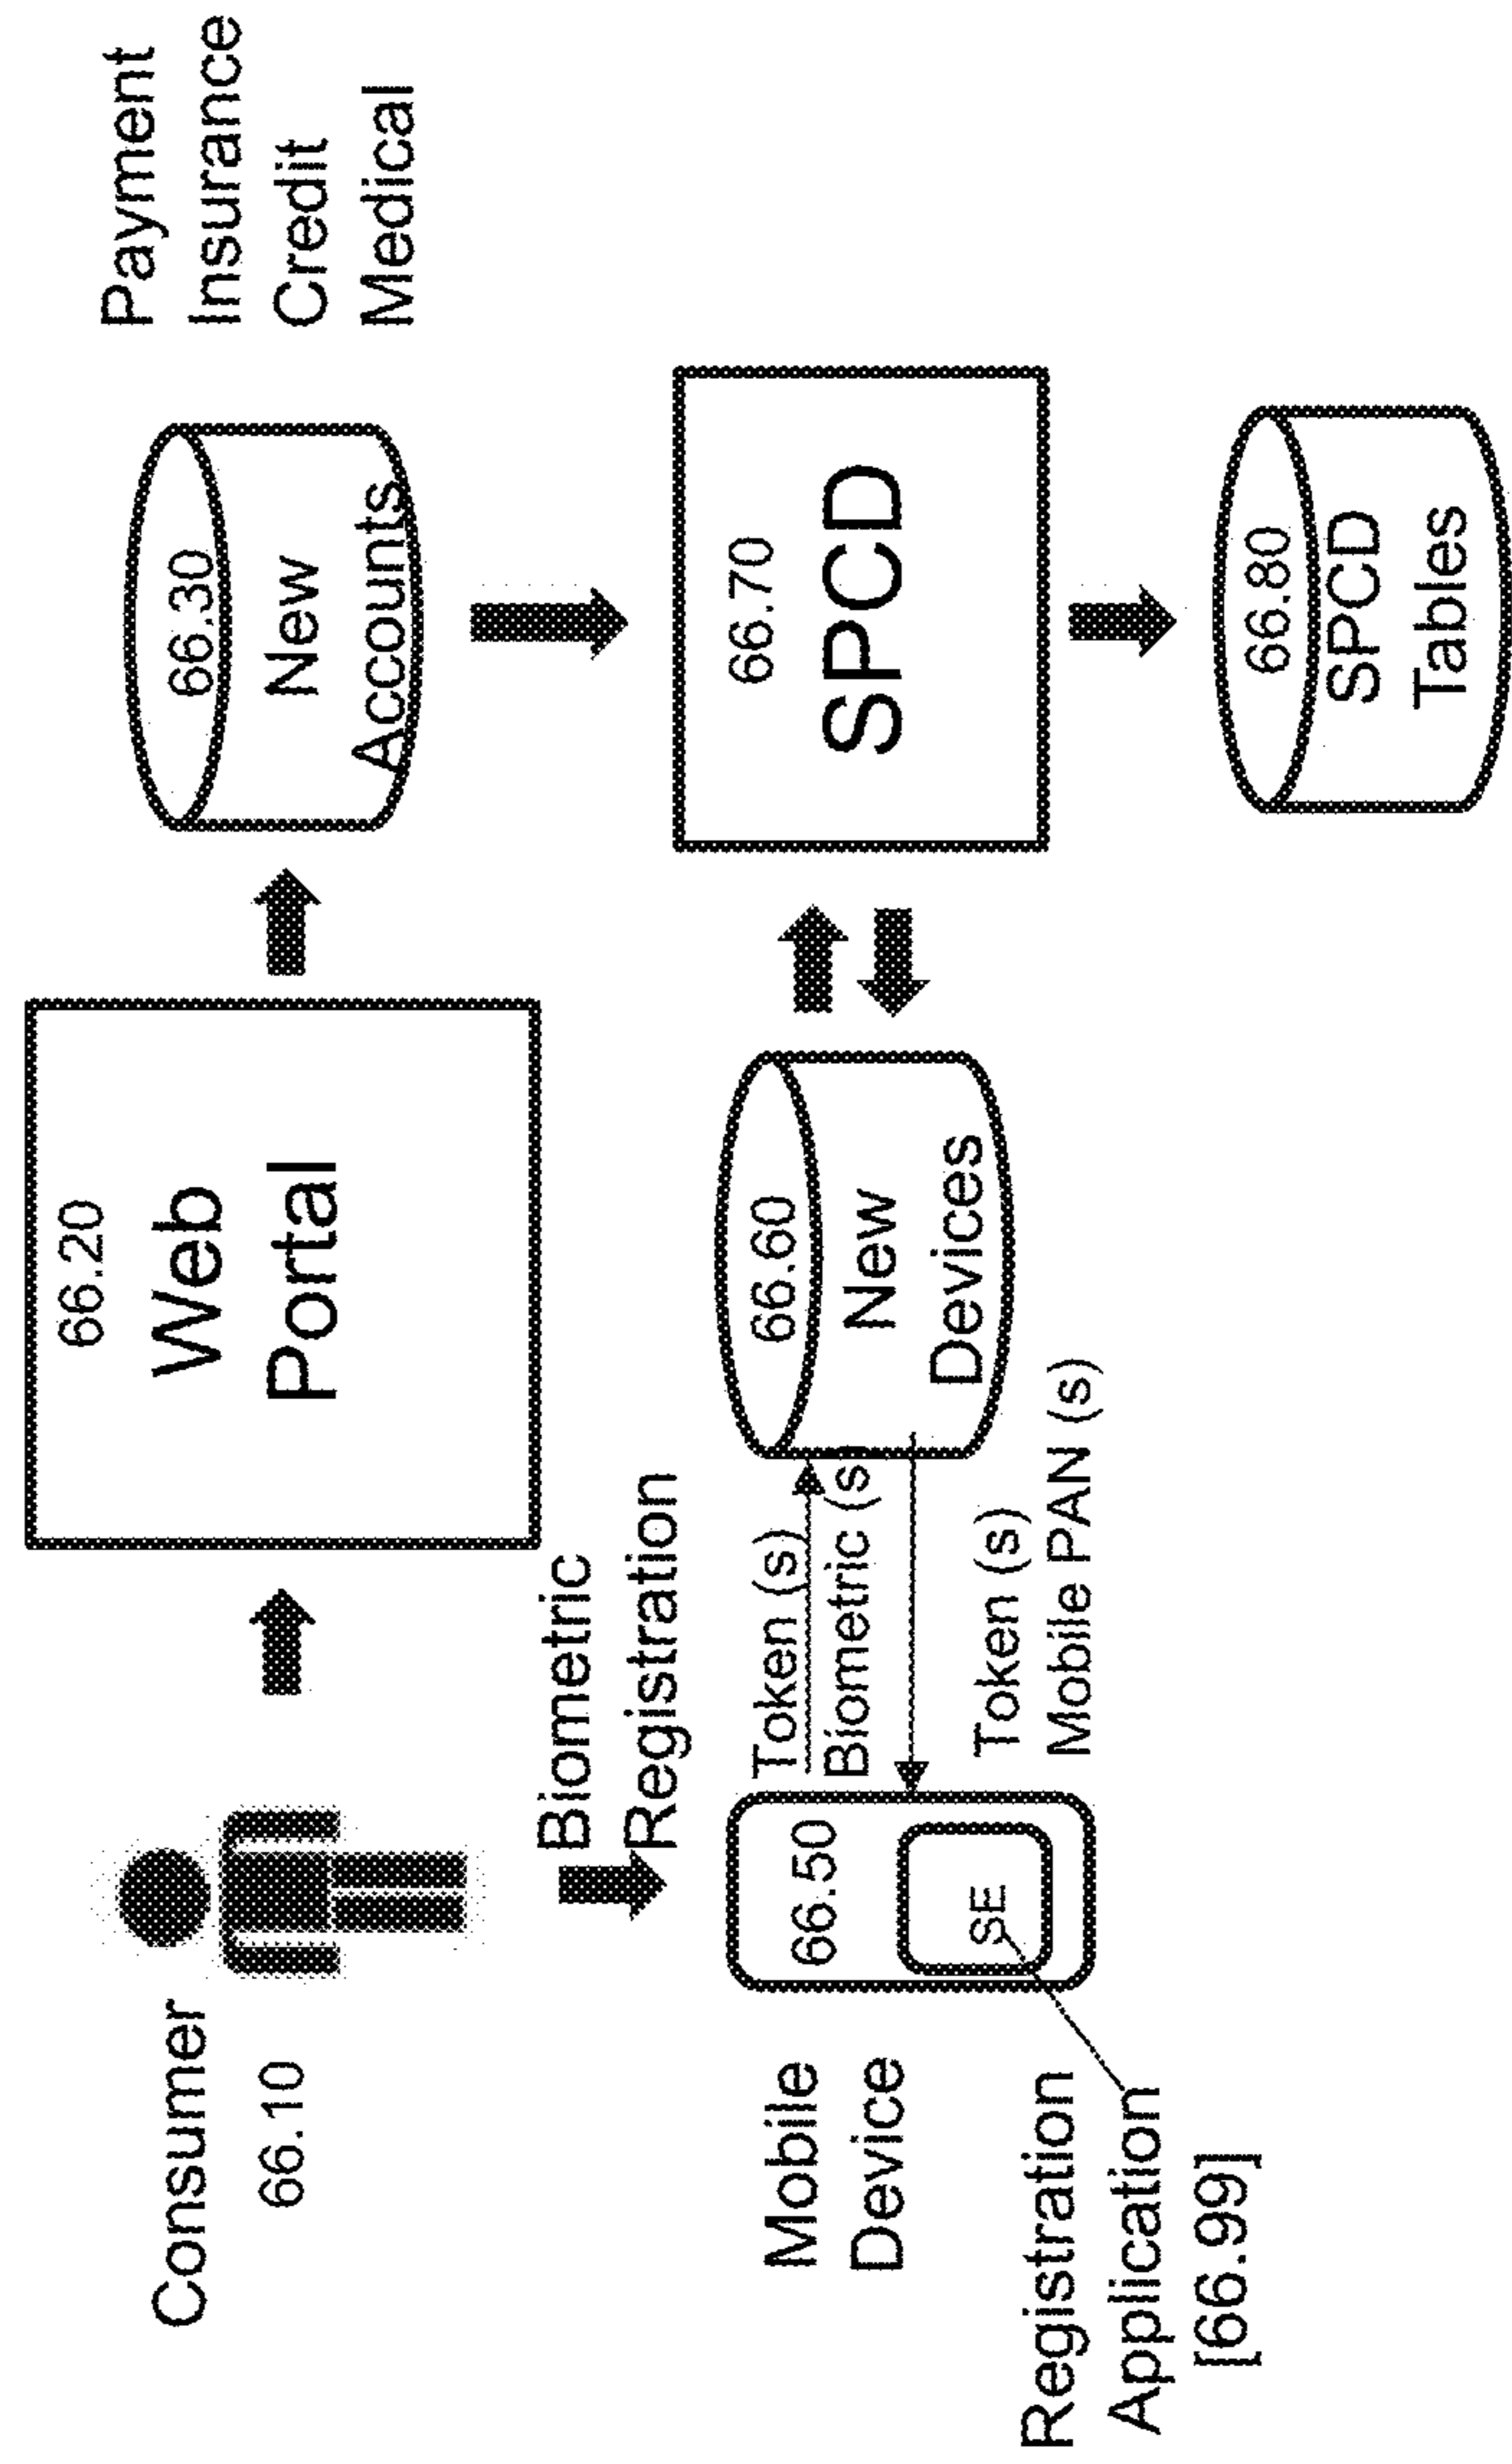 Consumer
66.10
66.20
Web
Portal
66.30
New
Accounts
Payment
Insurance
Credit
Medical
Biometric
Registration
Mobile
Device
66.50
SE
Registration
Application
[66.99]
Token (s)
Biometric (s)
Token (s)
Mobile PAN (s)
66.60
New
Devices
66.70
SPCD
66.80
SPCD
Tables